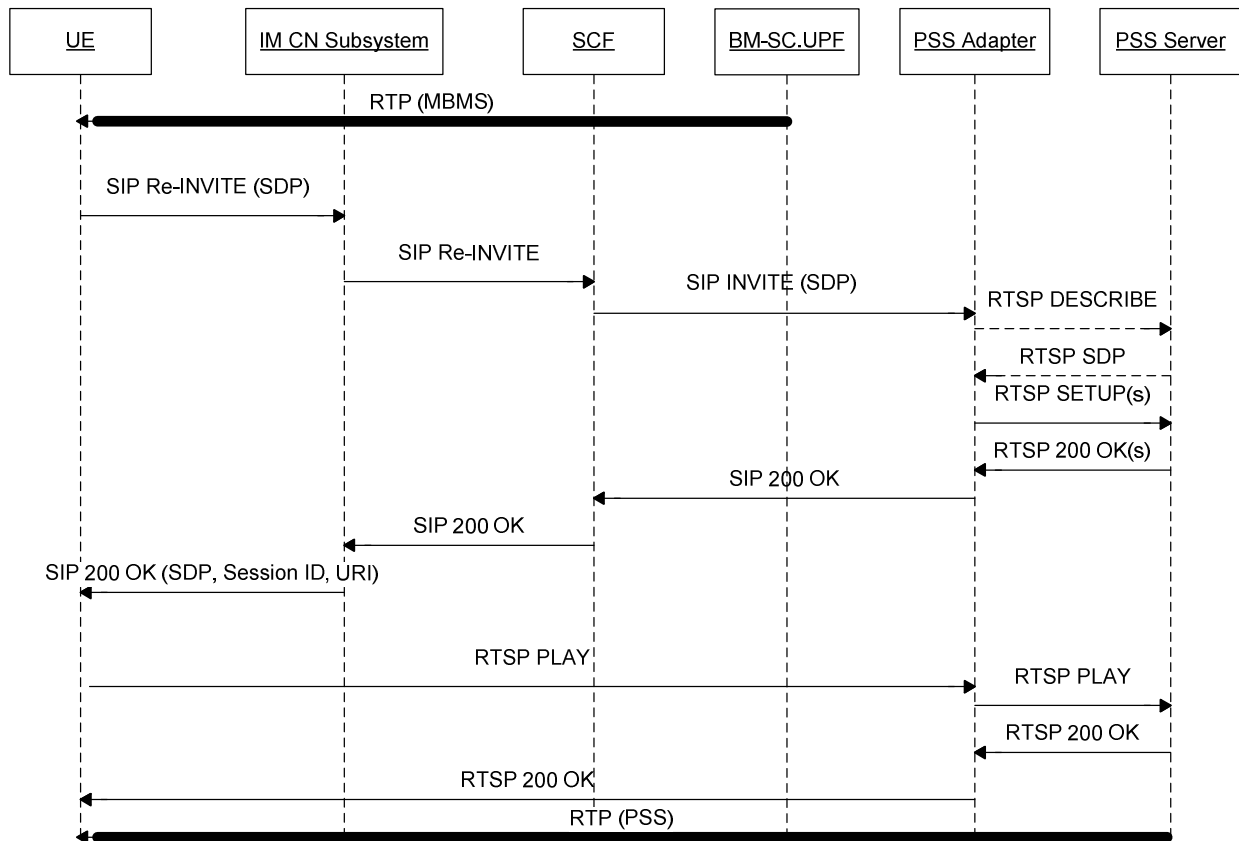 UE
IM CN Subsystem
SCF
BM-SC.UPF
PSS Adapter
PSS Server
RTP (MBMS)
SIP Re-INVITE (SDP)
SIP Re-INVITE
SIP INVITE (SDP)
RTSP DESCRIBE
RTSP SDP
RTSP SETUP(s)
RTSP 200 OK(s)
SIP 200 OK
SIP 200 OK
SIP 200 OK (SDP, Session ID, URI)
RTSP PLAY
RTSP PLAY
RTSP 200 OK
RTSP 200 OK
RTP (PSS)